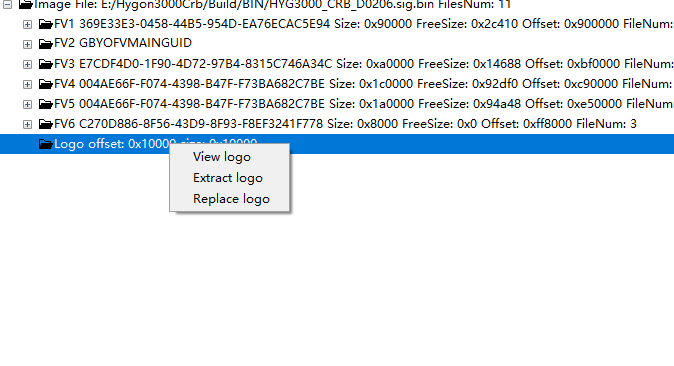 Image File: E:/Hygon3000Crb/Build/BIN/HYG3000_CRB_D0206.sig.bin FilesNum: 11
FV1 369E33E3-0458-44B5-954D-EA76ECAC5E94 Size: 0x90000 FreeSize: 0x2c410 Offset: 0x900000 FileNum:
FV2 GBYOFVMAINGUID
FV3 E7CDF4D0-1F90-4D72-97B4-8315C746A34C Size: 0xa0000 FreeSize: 0x14688 Offset: 0xbf0000 FileNum:
FV4 004AE66F-F074-4398-B47F-F73BA682C7BE Size: 0x1c0000 FreeSize: 0x92df0 Offset: 0xc90000 FileNum:
FV5 004AE66F-F074-4398-B47F-F73BA682C7BE Size: 0x1a0000 FreeSize: 0x94a48 Offset: 0xe50000 FileNum:
FV6 C270D886-8F56-43D9-8F93-F8EF3241F778 Size: 0x8000 FreeSize: 0x0 Offset: 0xff8000 FileNum: 3
Logo offset: 0x10000 size: 0x10000
View logo
Extract logo
Replace logo